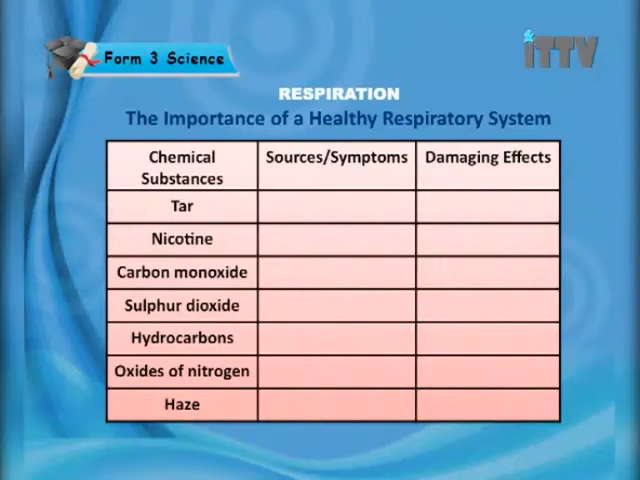 Form 3 Science
iTTV
RESPIRATION
The Importance of a Healthy Respiratory System
Chemical Substances
Sources/Symptoms
Damaging Effects
Tar
Nicotine
Carbon monoxide
Sulphur dioxide
Hydrocarbons
Oxides of nitrogen
Haze